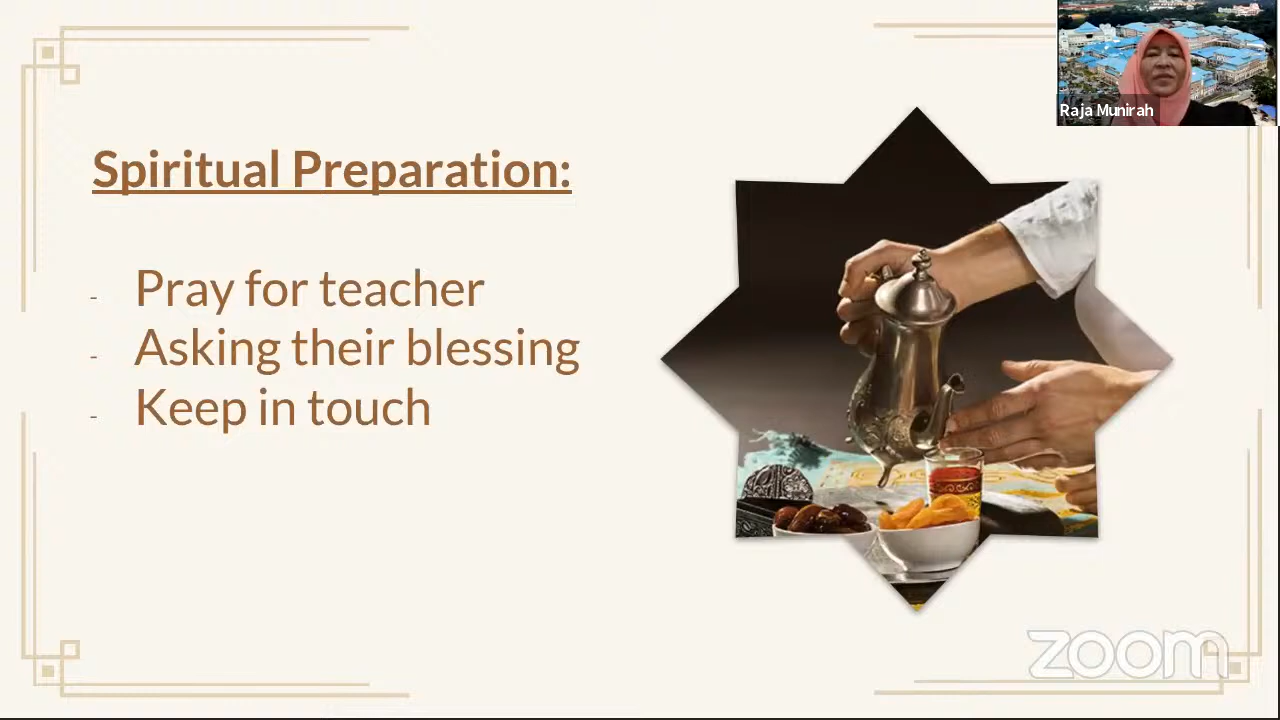 Raja Munirah
Spiritual Preparation:
- Pray for teacher
- Asking their blessing
- Keep in touch
zoom